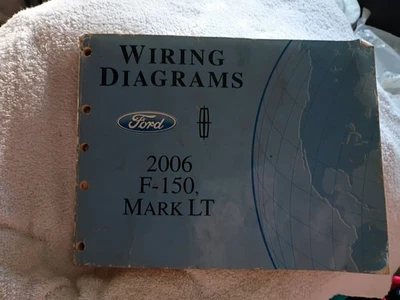 WIRING
DIAGRAMS
Ford
2006
F-150,
MARK LT